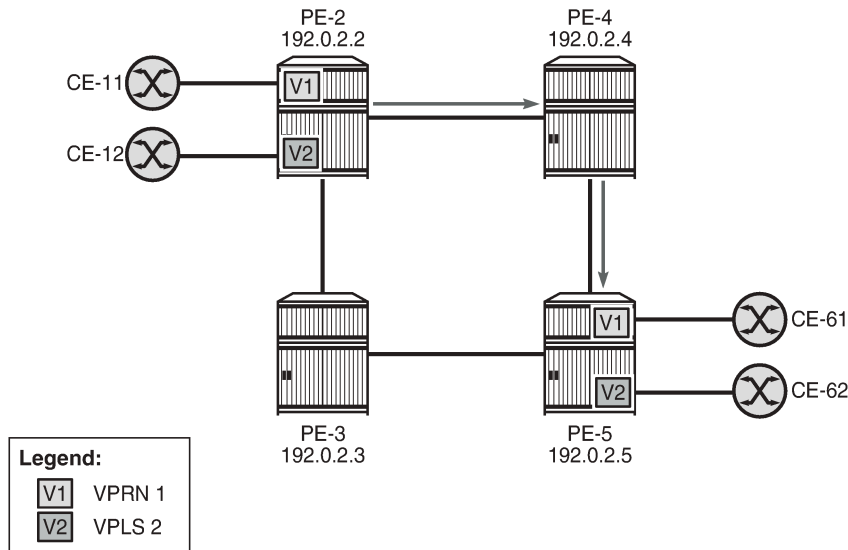 PE-2
192.0.2.2
PE-4
192.0.2.4
CE-11
V1
CE-12
V2
V1
CE-61
V2
CE-62
PE-3
192.0.2.3
PE-5
192.0.2.5
Legend:
V1 VPRN 1
V2 VPLS 2